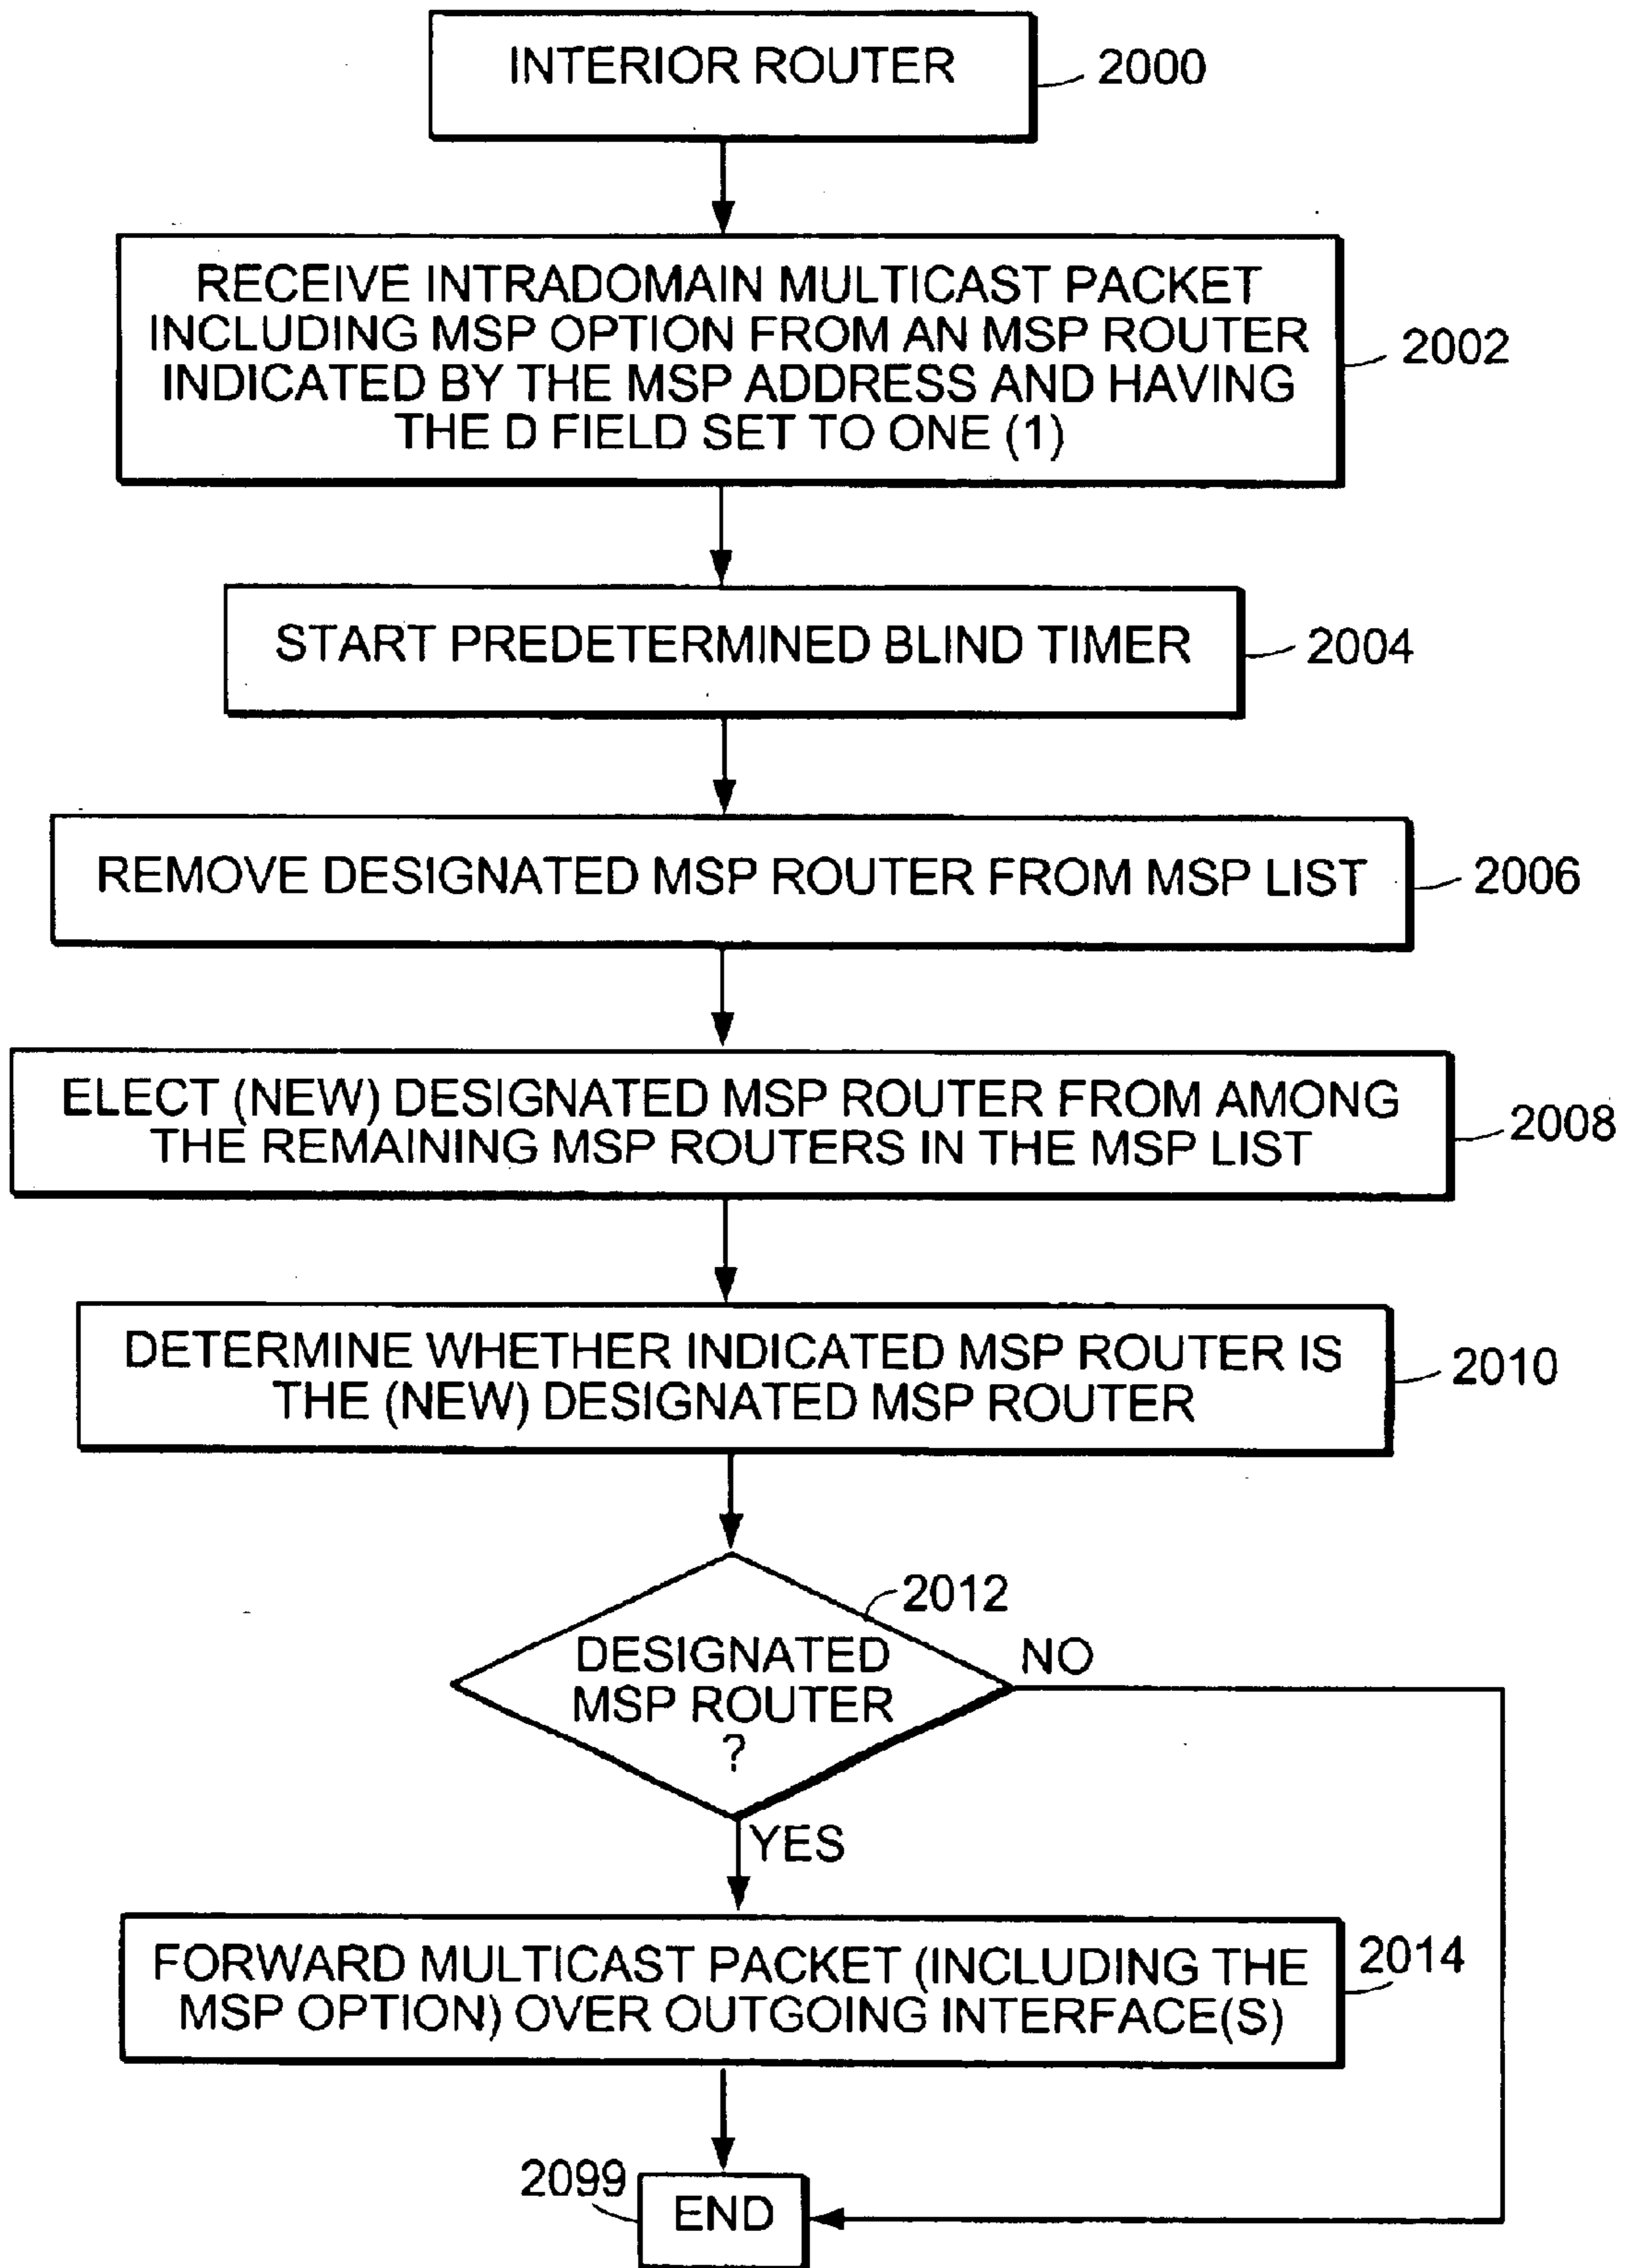 INTERIOR ROUTER
2000
RECEIVE INTRADOMAIN MULTICAST PACKET
INCLUDING MSP OPTION FROM AN MSP ROUTER
INDICATED BY THE MSP ADDRESS AND HAVING
THE D FIELD SET TO ONE (1)
2002
START PREDETERMINED BLIND TIMER
2004
REMOVE DESIGNATED MSP ROUTER FROM MSP LIST
2006
ELECT (NEW) DESIGNATED MSP ROUTER FROM AMONG
THE REMAINING MSP ROUTERS IN THE MSP LIST
2008
DETERMINE WHETHER INDICATED MSP ROUTER IS
THE (NEW) DESIGNATED MSP ROUTER
2010
2012
DESIGNATED
MSP ROUTER
?
NO
YES
FORWARD MULTICAST PACKET (INCLUDING THE
MSP OPTION) OVER OUTGOING INTERFACE(S)
2014
2099
END